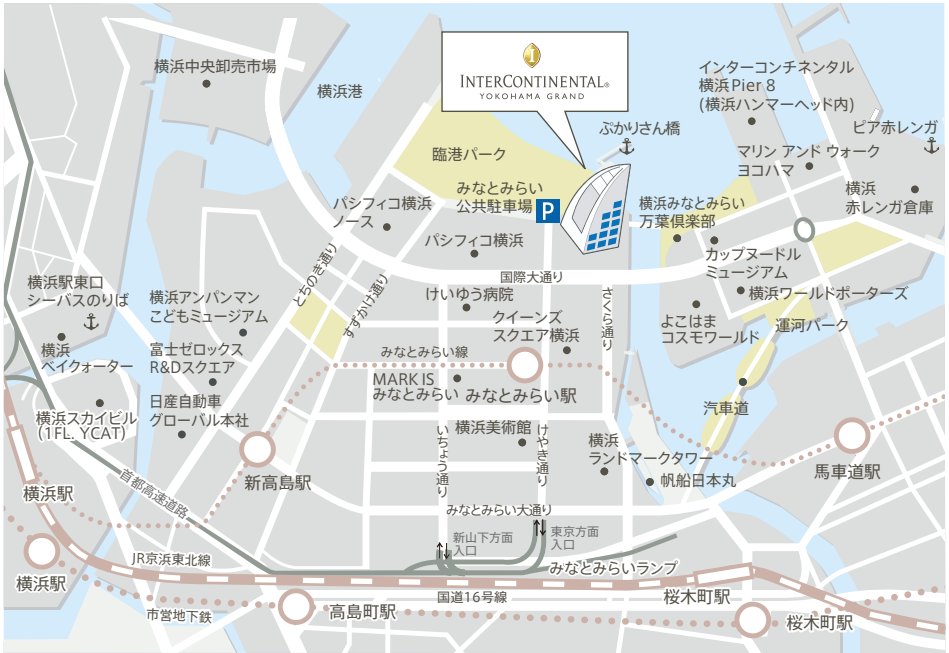 横浜中央卸売市場
横浜港
INTERCONTINENTAL®
YOKOHAMA GRAND
インターコンチネンタル
横浜 Pier 8
(横浜ハンマーヘッド内)
ぷかりさん橋
ピア赤レンガ
臨港パーク
マリン アンド ウォーク
ヨコハマ
みなとみらい
公共駐車場
P
パシフィコ横浜
ノース
横浜みなとみらい
万葉倶楽部
横浜
赤レンガ倉庫
パシフィコ横浜
カップヌードル
ミュージアム
とちのき通り
すずかけ通り
国際大通り
さくら通り
横浜駅東口
シーバスのりば
横浜アンパンマン
こどもミュージアム
けいゆう病院
クイーンズ
スクエア横浜
横浜ワールドポーターズ
よこはま
コスモワールド
運河パーク
横浜
ベイクォーター
富士ゼロックス
R&Dスクエア
みなとみらい線
MARK IS
みなとみらい
みなとみらい駅
汽車道
横浜スカイビル
(1FL. YCAT)
日産自動車
グローバル本社
いちょう通り
横浜美術館
けやき通り
横浜
ランドマークタワー
馬車道駅
新高島駅
帆船日本丸
首都高速道路
横浜駅
みなとみらい大通り
新山下方面
入口
東京方面
入口
横浜駅
JR京浜東北線
みなとみらいランプ
国道16号線
桜木町駅
市営地下鉄
高島町駅
桜木町駅